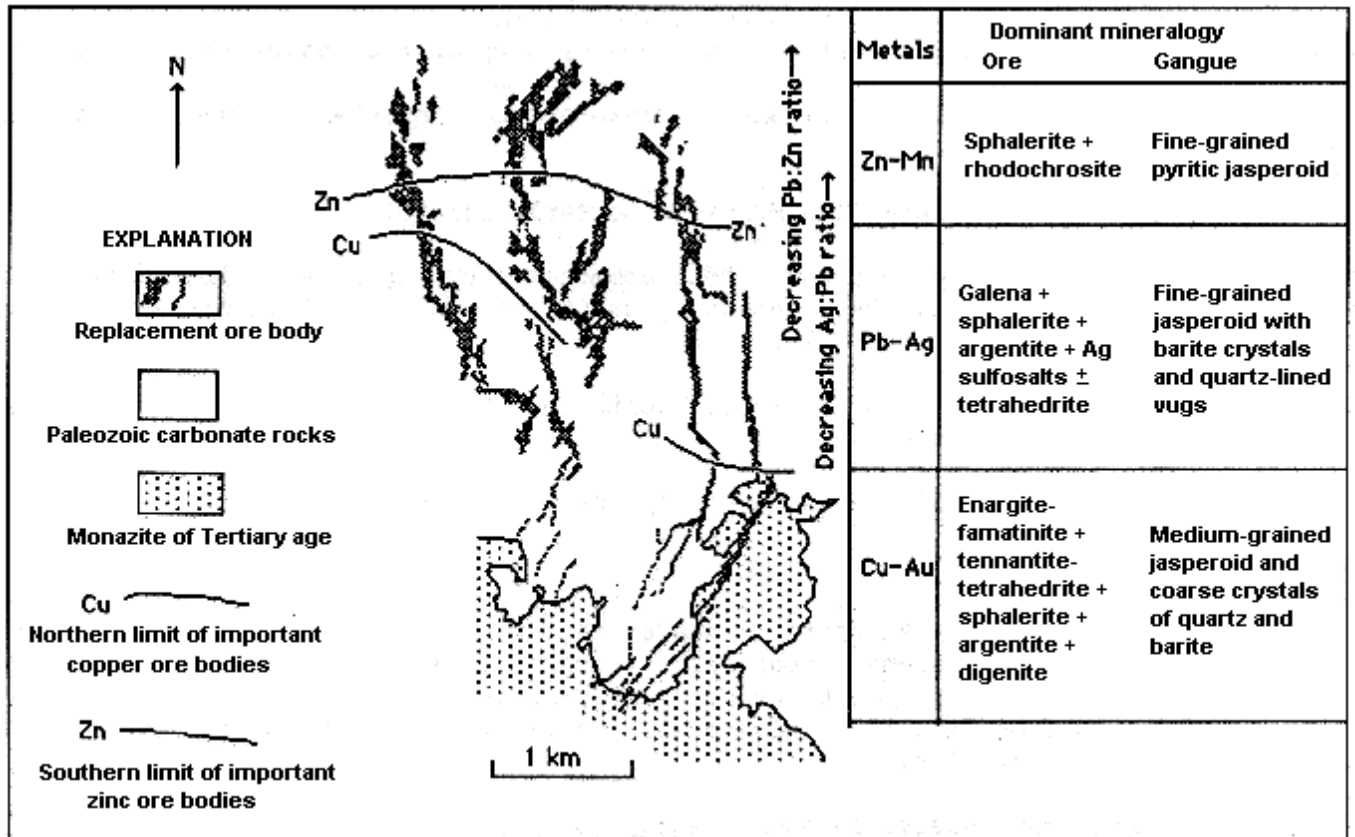 N
EXPLANATION
Replacement ore body
Paleozoic carbonate rocks
Monazite of Tertiary age
Cu
Northern limit of important
copper ore bodies
Zn
Southern limit of important
zinc ore bodies
Zn
Zn
Cu
Cu
1 km
Decreasing Pb:Zn ratio→
Decreasing Ag:Pb ratio→
Metals
Dominant mineralogy
Ore
Gangue
Zn-Mn
Sphalerite +
rhodochrosite
Fine-grained
pyritic jasperoid
Pb-Ag
Galena +
sphalerite +
argentite + Ag
sulfosalts ±
tetrahedrite
Fine-grained
jasperoid with
barite crystals
and quartz-lined
vugs
Cu-Au
Enargite-
famatinite +
tennantite-
tetrahedrite +
sphalerite +
argentite +
digenite
Medium-grained
jasperoid and
coarse crystals
of quartz and
barite